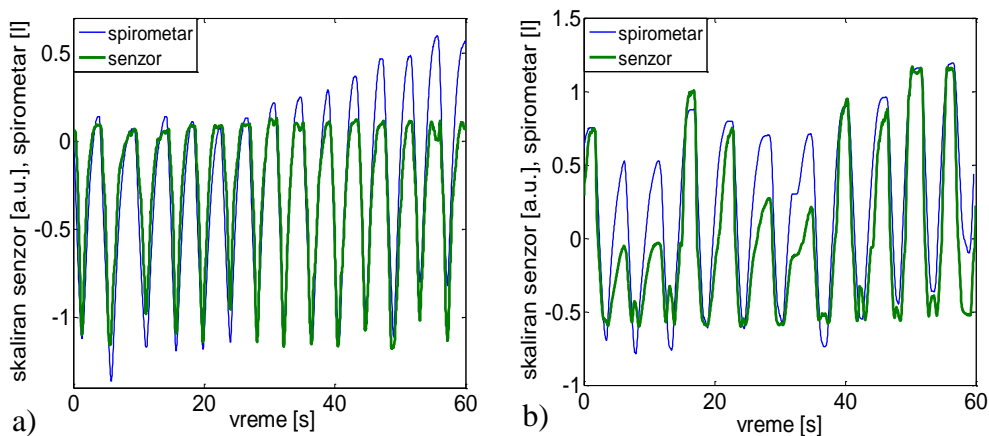 skaliran senzor [a.u.], spirometar [l]
spirometar
senzor
0.5
0
-0.5
-1
0
20
40
60
vreme [s]
a)
skaliran senzor [a.u.], spirometar [l]
spirometar
senzor
1.5
1
0.5
0
-0.5
-1
0
20
40
60
vreme [s]
b)